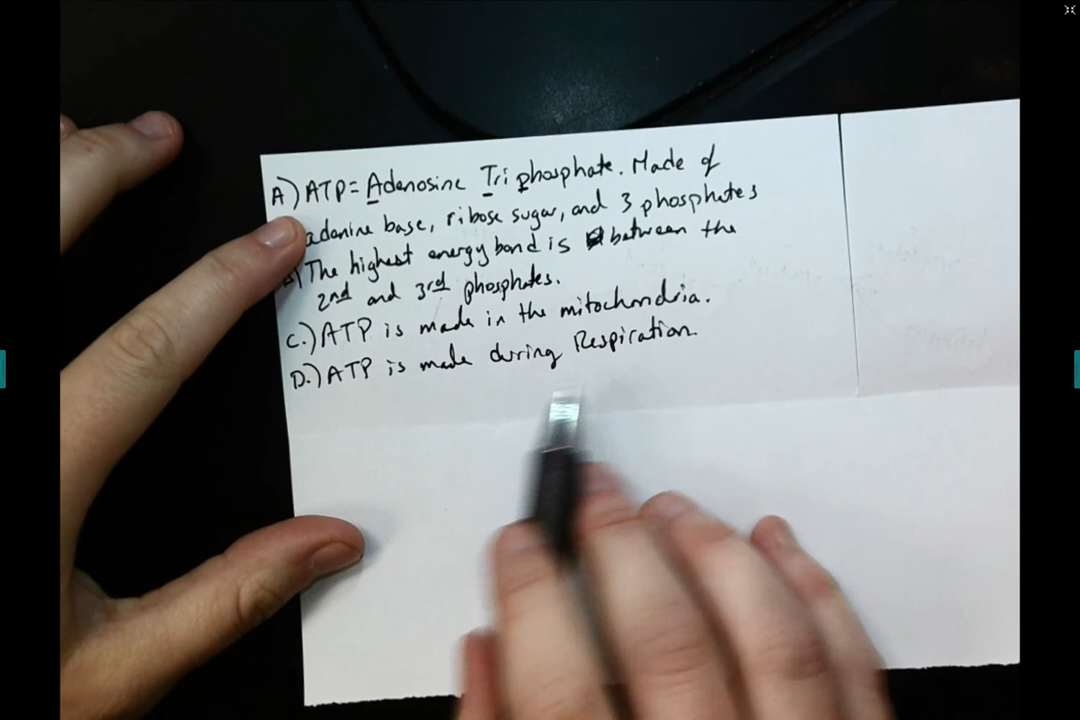 A) ATP = Adenosine Triphosphate. Made of
adenine base, ribose sugar, and 3 phosphates
B) The highest energy bond is between the
2nd and 3rd phosphates.
C.) ATP is made in the mitochondria.
D.) ATP is made during Respiration.